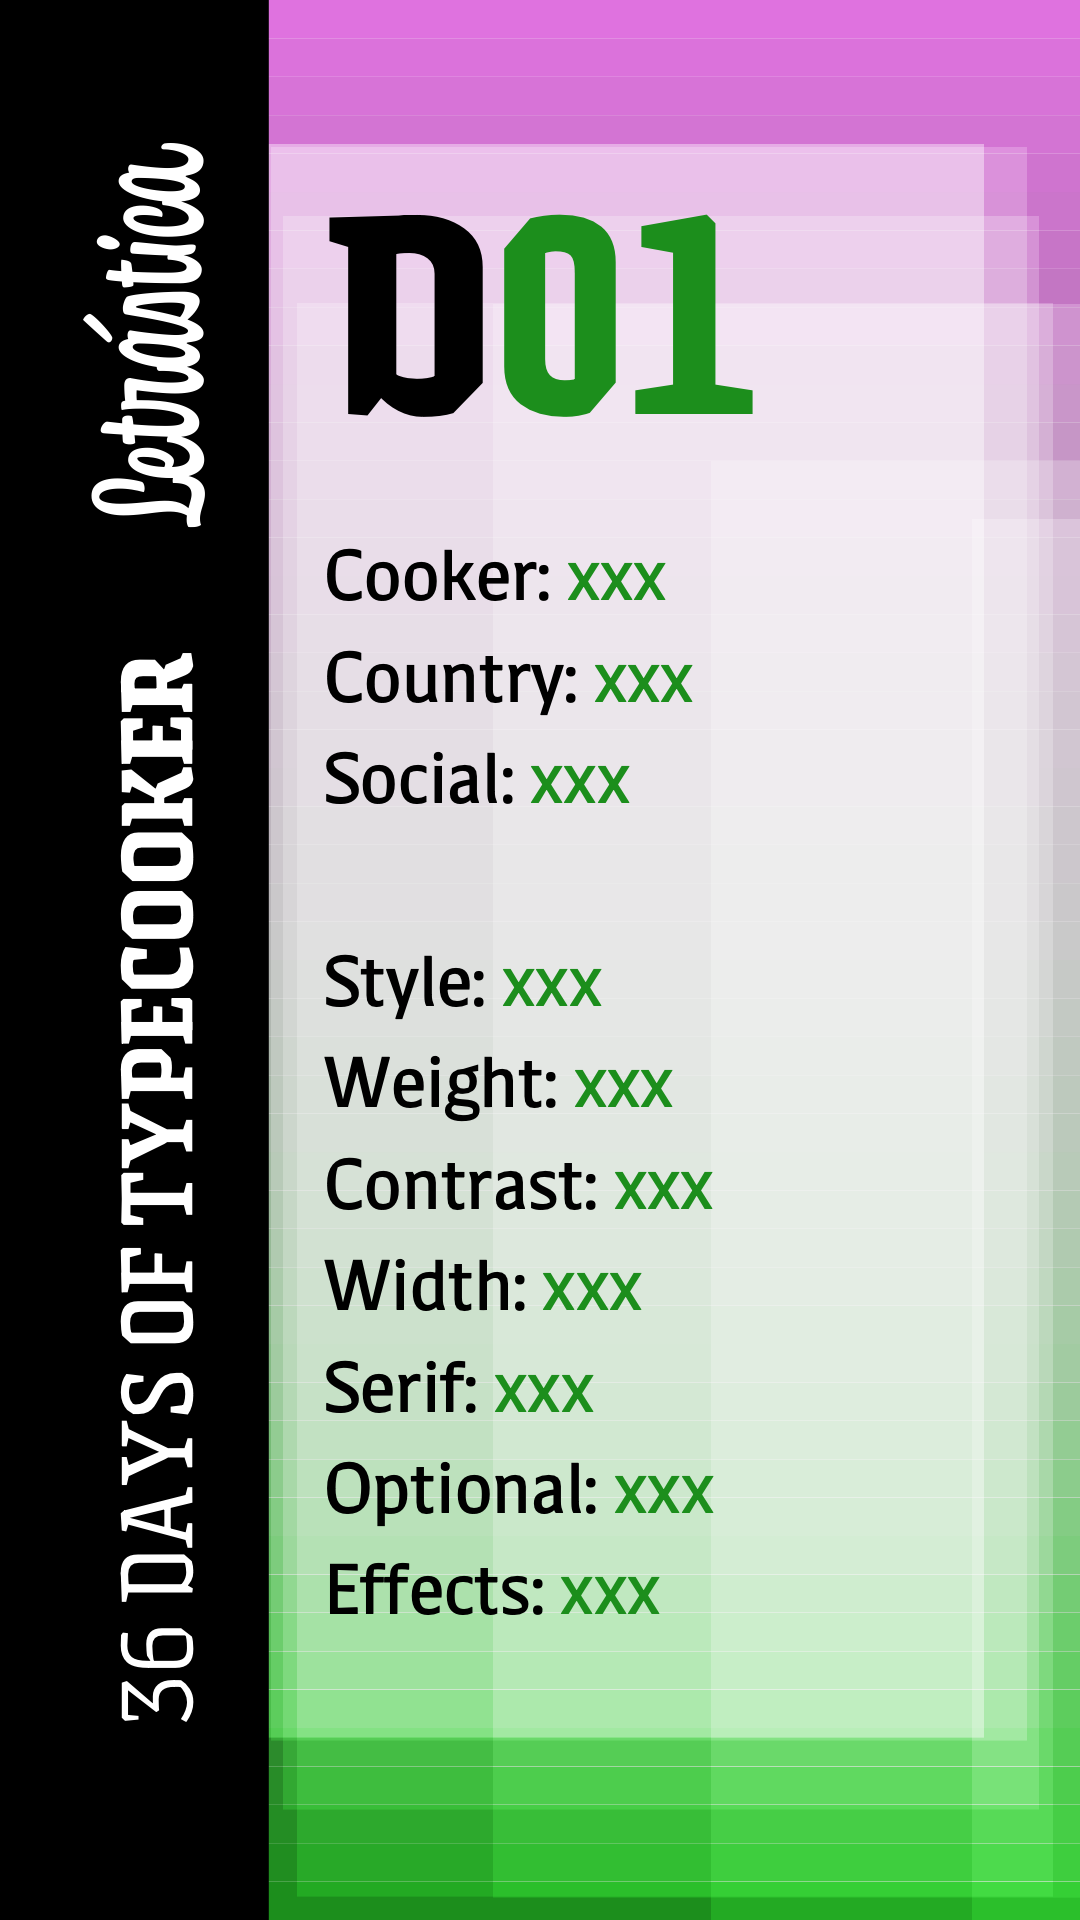 Letrástica
36 DAYS OF TYPECOOKER
D01
Cooker: xxx
Country: xxx
Social: xxx
Style: xxx
Weight: xxx
Contrast: xxx
Width: xxx
Serif: xxx
Optional: xxx
Effects: xxx